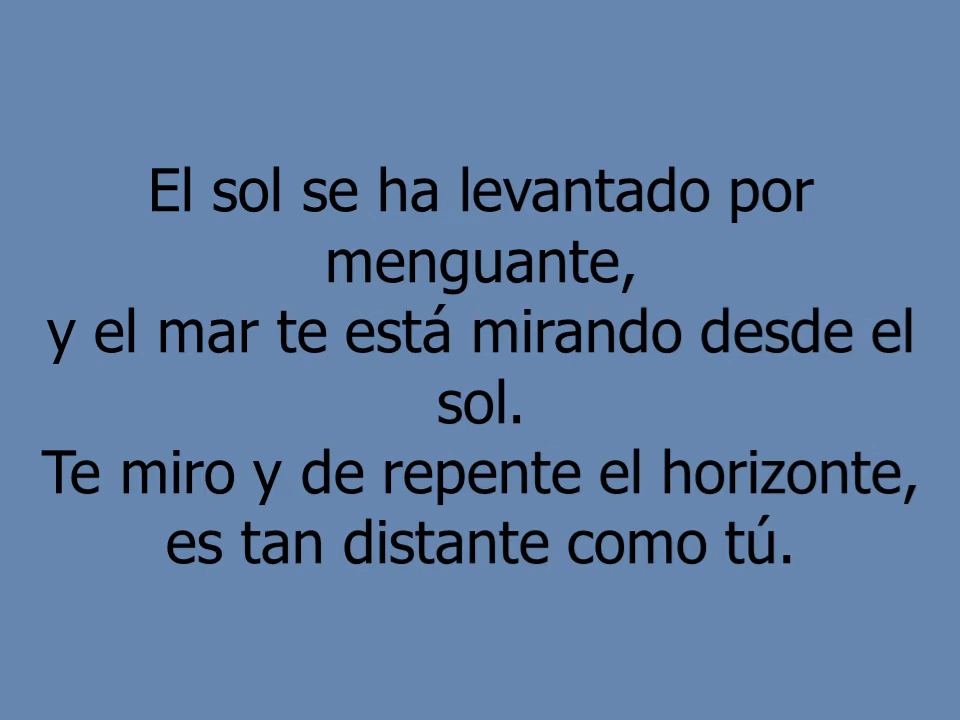 El sol se ha levantado por
menguante,
y el mar te está mirando desde el
sol.
Te miro y de repente el horizonte,
es tan distante como tú.